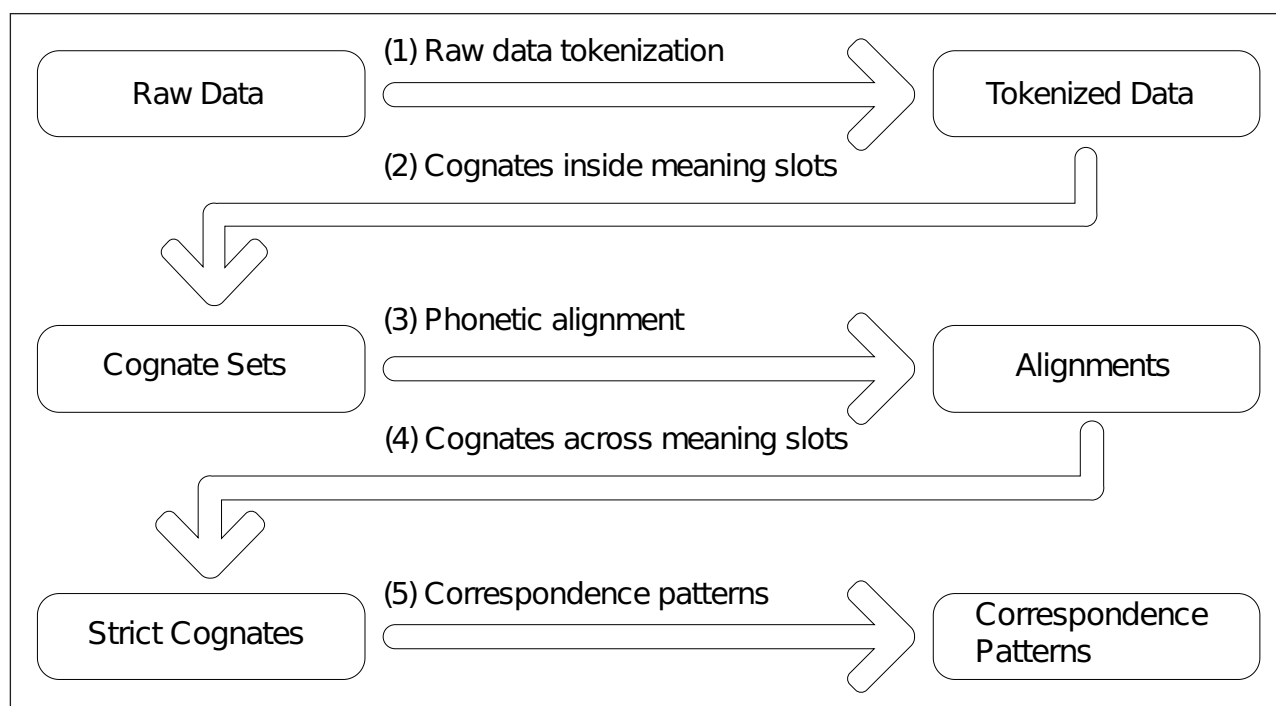 (1) Raw data tokenization
Raw Data
Tokenized Data
(2) Cognates inside meaning slots
(3) Phonetic alignment
Cognate Sets
Alignments
(4) Cognates across meaning slots
(5) Correspondence patterns
Strict Cognates
Correspondence
Patterns